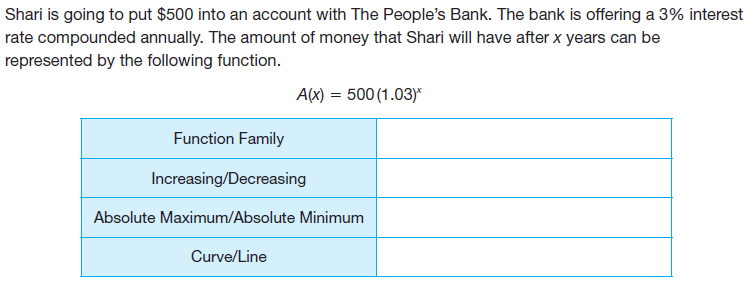 Shari is going to put $500 into an account with The People’s Bank. The bank is offering a 3% interest
rate compounded annually. The amount of money that Shari will have after x years can be
represented by the following function.
A(x) = 500(1.03)ˣ
Function Family
Increasing/Decreasing
Absolute Maximum/Absolute Minimum
Curve/Line